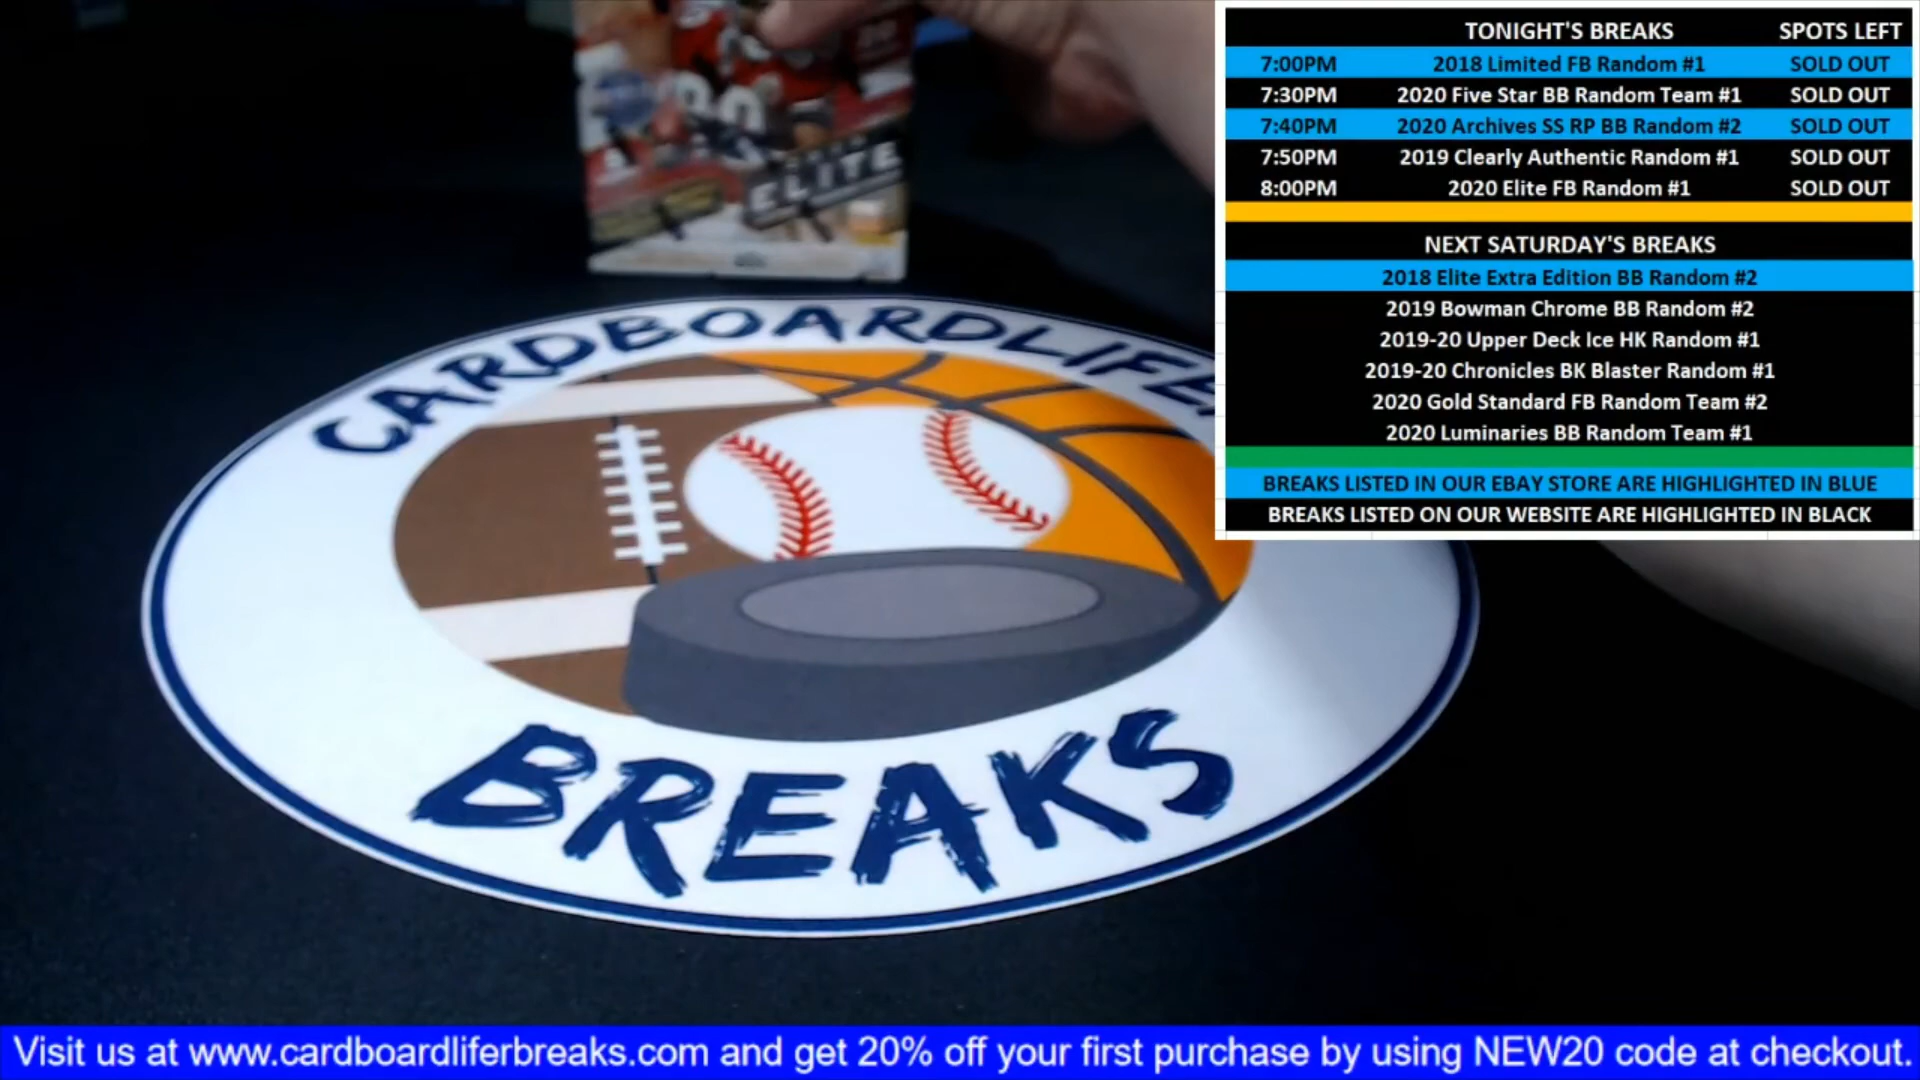 ELITE
CARDBOARDLIFER
BREAKS
TONIGHT'S BREAKS SPOTS LEFT
7:00PM 2018 Limited FB Random #1 SOLD OUT
7:30PM 2020 Five Star BB Random Team #1 SOLD OUT
7:40PM 2020 Archives SS RP BB Random #2 SOLD OUT
7:50PM 2019 Clearly Authentic Random #1 SOLD OUT
8:00PM 2020 Elite FB Random #1 SOLD OUT
NEXT SATURDAY'S BREAKS
2018 Elite Extra Edition BB Random #2
2019 Bowman Chrome BB Random #2
2019-20 Upper Deck Ice HK Random #1
2019-20 Chronicles BK Blaster Random #1
2020 Gold Standard FB Random Team #2
2020 Luminaries BB Random Team #1
BREAKS LISTED IN OUR EBAY STORE ARE HIGHLIGHTED IN BLUE
BREAKS LISTED ON OUR WEBSITE ARE HIGHLIGHTED IN BLACK
Visit us at www.cardboardliferbreaks.com and get 20% off your first purchase by using NEW20 code at checkout.